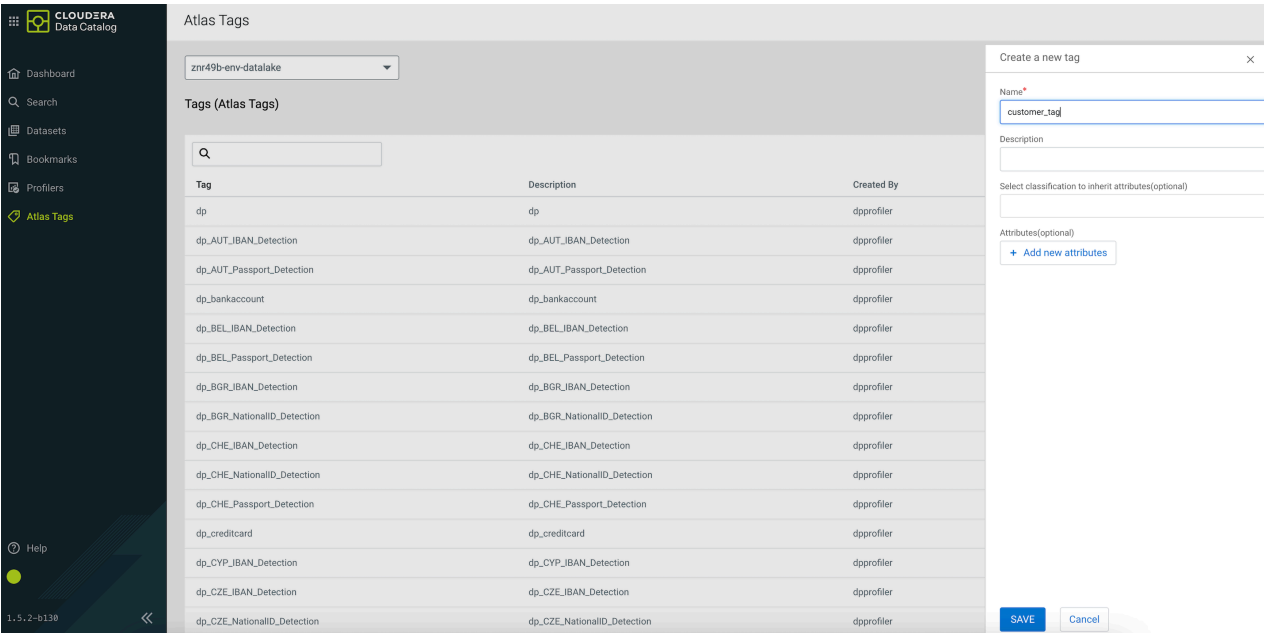 CLOUDERA
Data Catalog
Dashboard
Search
Datasets
Bookmarks
Profilers
Atlas Tags
Help
1.5.2-b130
Atlas Tags
znr49b-env-datalake
Tags (Atlas Tags)
Tag Description Created By
dp dp dpprofiler
dp_AUT_IBAN_Detection dp_AUT_IBAN_Detection dpprofiler
dp_AUT_Passport_Detection dp_AUT_Passport_Detection dpprofiler
dp_bankaccount dp_bankaccount dpprofiler
dp_BEL_IBAN_Detection dp_BEL_IBAN_Detection dpprofiler
dp_BEL_Passport_Detection dp_BEL_Passport_Detection dpprofiler
dp_BGR_IBAN_Detection dp_BGR_IBAN_Detection dpprofiler
dp_BGR_NationalID_Detection dp_BGR_NationalID_Detection dpprofiler
dp_CHE_IBAN_Detection dp_CHE_IBAN_Detection dpprofiler
dp_CHE_NationalID_Detection dp_CHE_NationalID_Detection dpprofiler
dp_CHE_Passport_Detection dp_CHE_Passport_Detection dpprofiler
dp_creditcard dp_creditcard dpprofiler
dp_CYP_IBAN_Detection dp_CYP_IBAN_Detection dpprofiler
dp_CZE_IBAN_Detection dp_CZE_IBAN_Detection dpprofiler
dp_CZE_NationalID_Detection dp_CZE_NationalID_Detection dpprofiler
Create a new tag
Name*
customer_tag
Description
Select classification to inherit attributes(optional)
Attributes(optional)
+ Add new attributes
SAVE Cancel